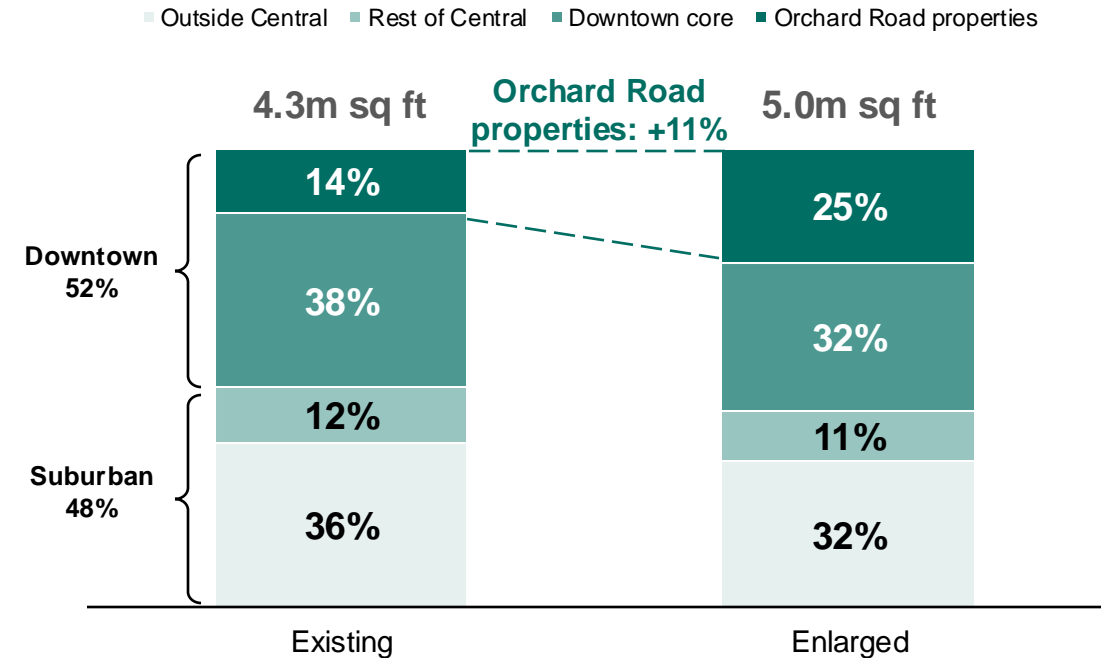 Outside Central Rest of Central Downtown core Orchard Road properties
4.3m sq ft
Orchard Road
properties: +11%
5.0m sq ft
Downtown
52%
Suburban
48%
14%
38%
12%
36%
25%
32%
11%
32%
Existing
Enlarged